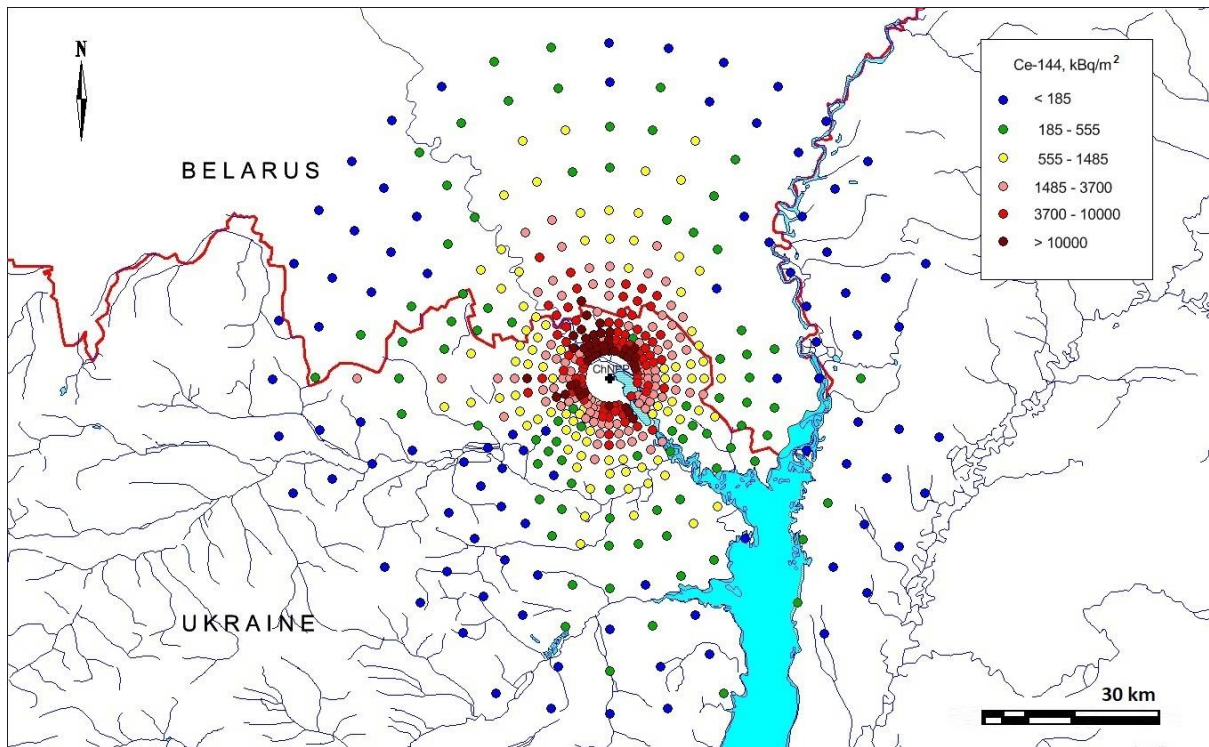 N
Ce-144, kBq/m²
< 185
185 - 555
BELARUS
555 - 1485
1485 - 3700
3700 - 10000
> 10000
ChNPP
UKRAINE
30 km